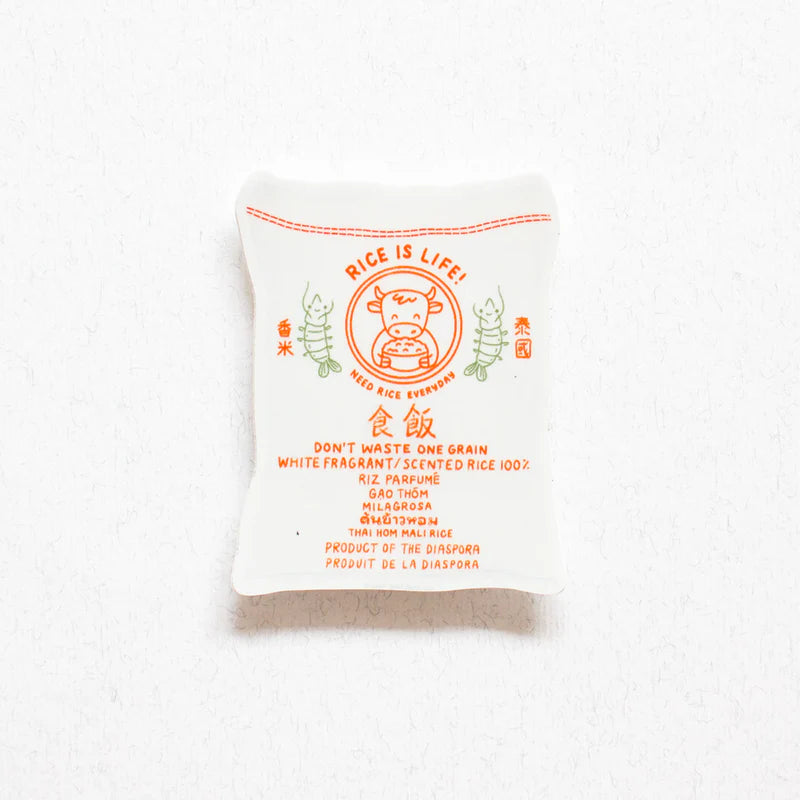 RICE IS LIFE!
香米
泰國
NEED RICE EVERYDAY
食飯
DON'T WASTE ONE GRAIN
WHITE FRAGRANT/SCENTED RICE 100%
RIZ PARFUMÉ
GẠO THÓM
MILAGROSA
ต้นข้าวหอม
THAI HOM MALI RICE
PRODUCT OF THE DIASPORA
PRODUIT DE LA DIASPORA